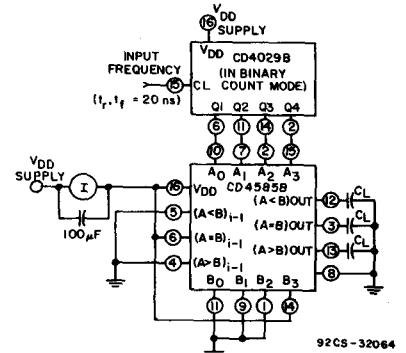 16
VDD
SUPPLY
INPUT
FREQUENCY
(tr, tf = 20 ns)
15
VDD
CD4029B
CL (IN BINARY
COUNT MODE)
Q1 Q2 Q3 Q4
6 11 14 2
10 7 2 15
VDD
SUPPLY
I
100µF
16 VDD
A0 A1 A2 A3
CD4585B
5 (A<B)i-1
6 (A=B)i-1
4 (A>B)i-1
(A<B)OUT 12 CL
(A=B)OUT 3 CL
(A>B)OUT 13 CL
8
B0 B1 B2 B3
11 9 1 14
92CS-32064